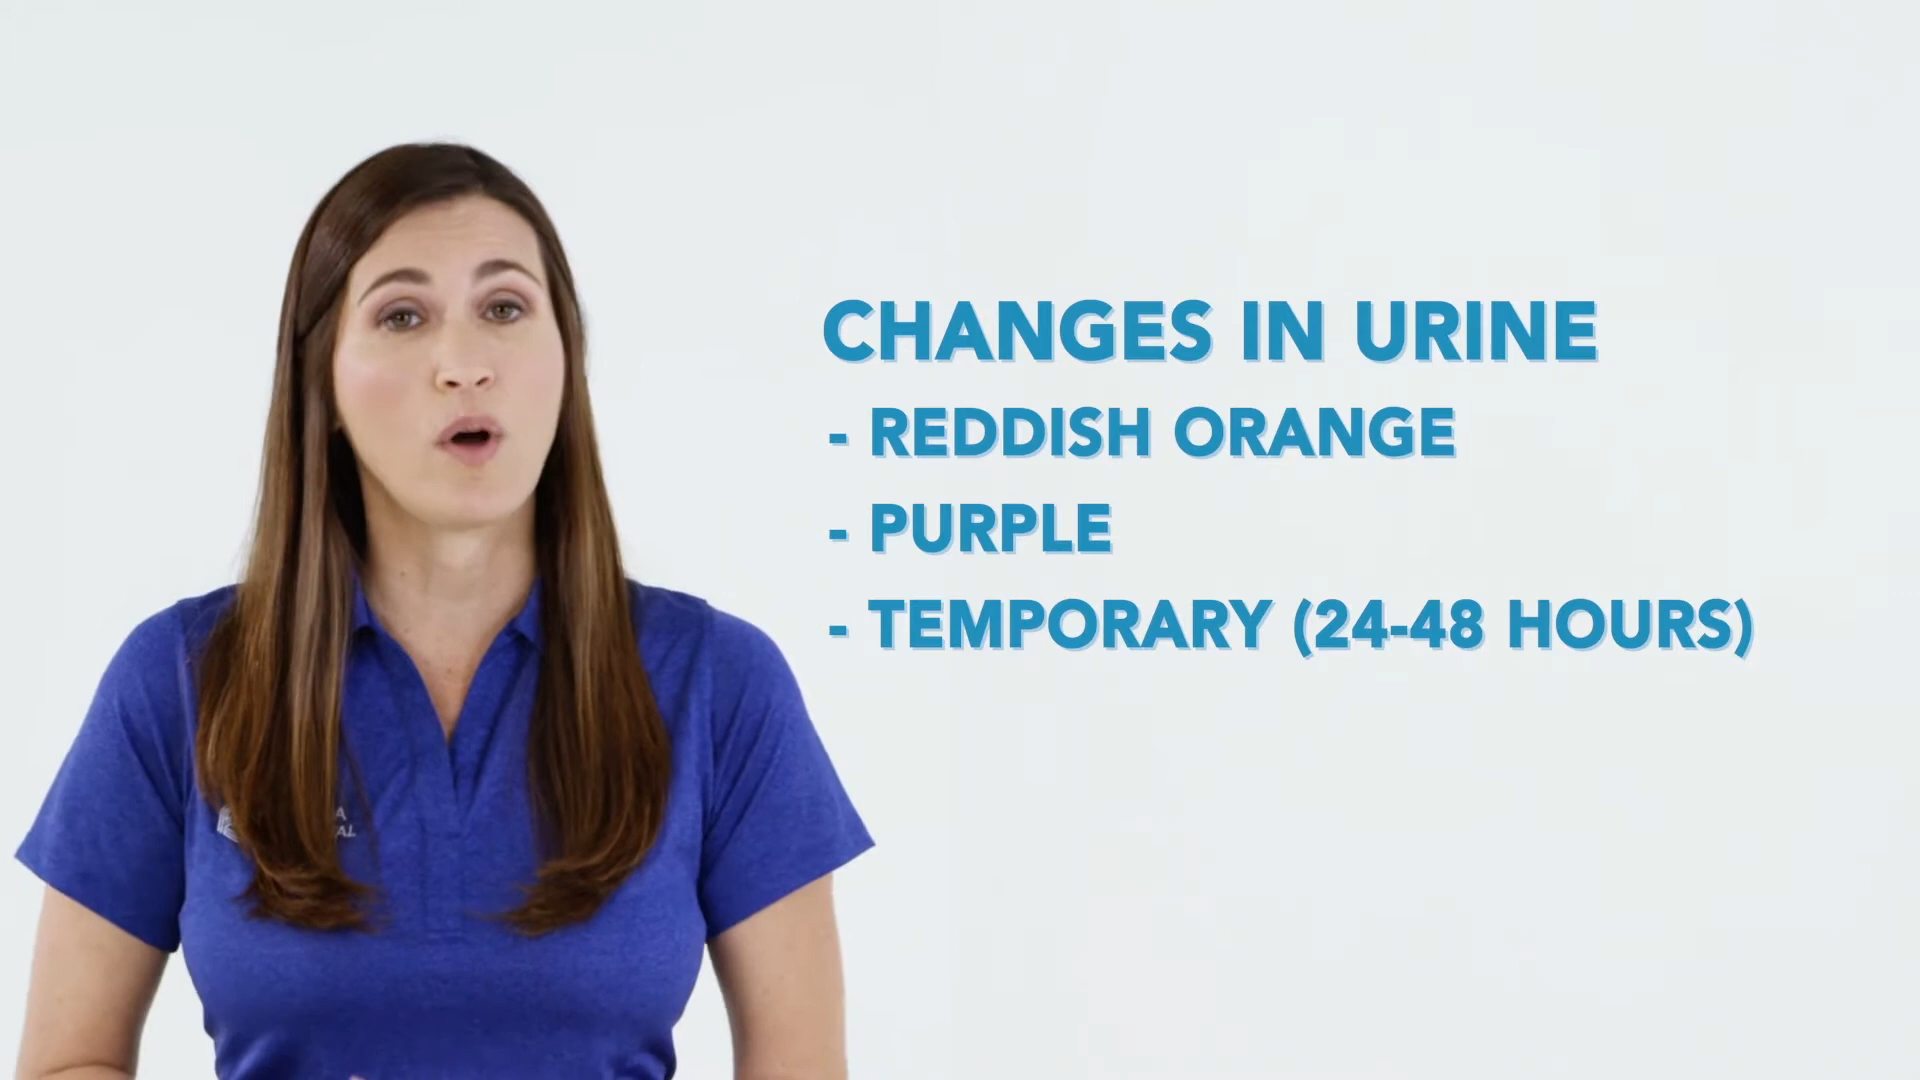 CHANGES IN URINE
- REDDISH ORANGE
- PURPLE
- TEMPORARY (24-48 HOURS)